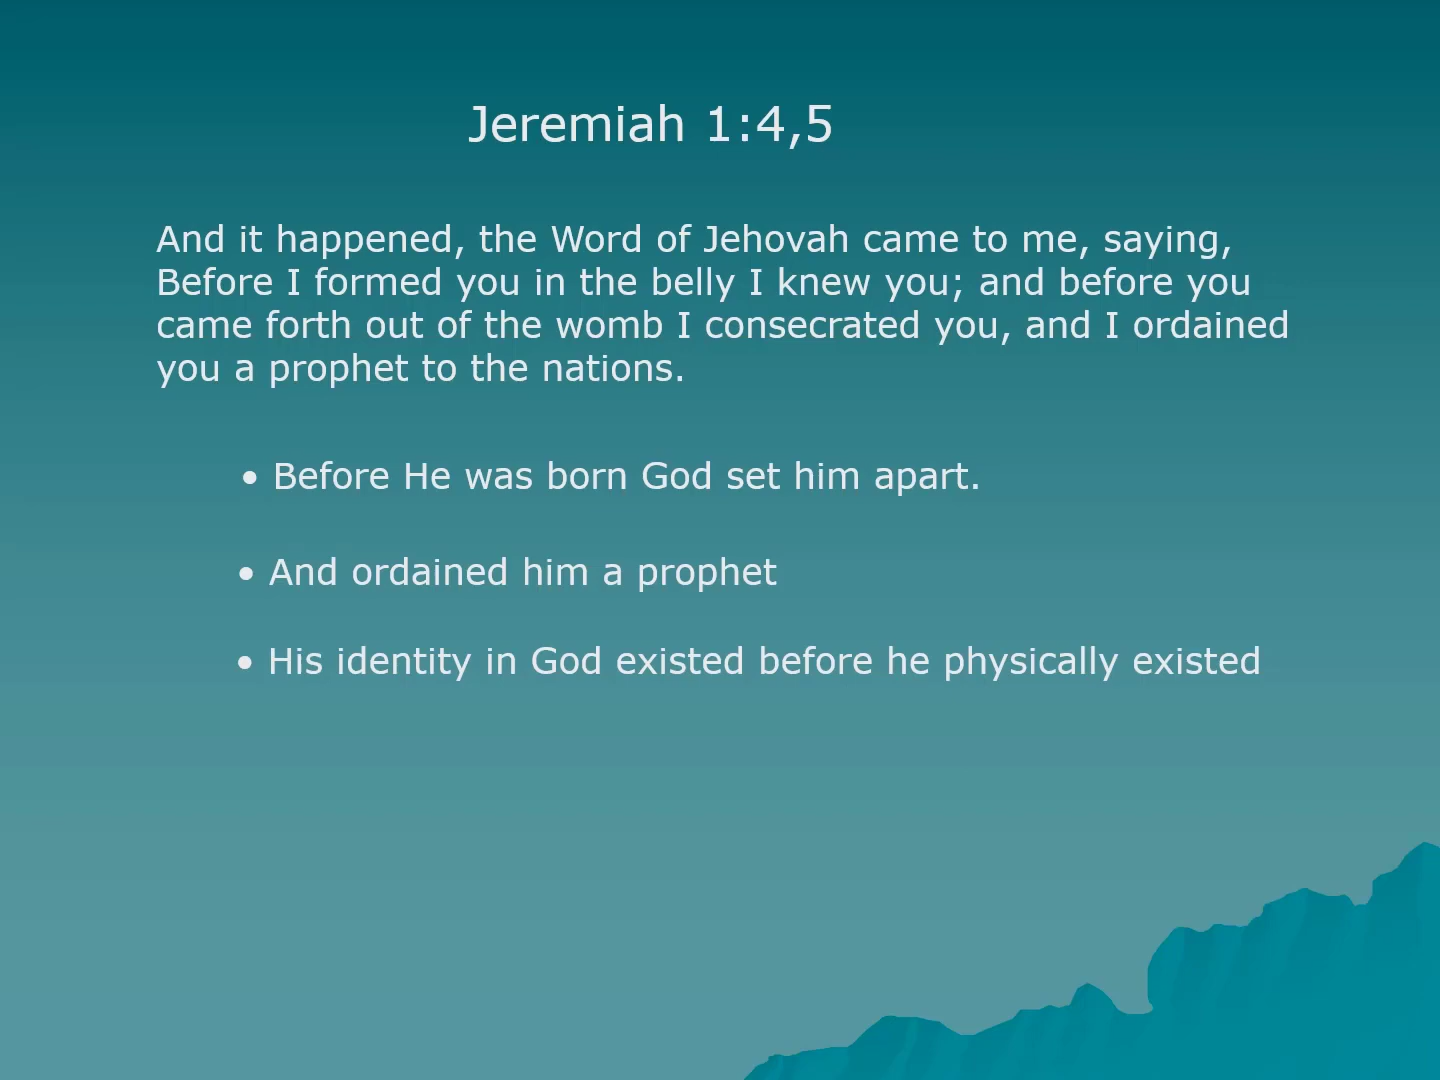 Jeremiah 1:4,5
And it happened, the Word of Jehovah came to me, saying,
Before I formed you in the belly I knew you; and before you
came forth out of the womb I consecrated you, and I ordained
you a prophet to the nations.
• Before He was born God set him apart.
• And ordained him a prophet
• His identity in God existed before he physically existed